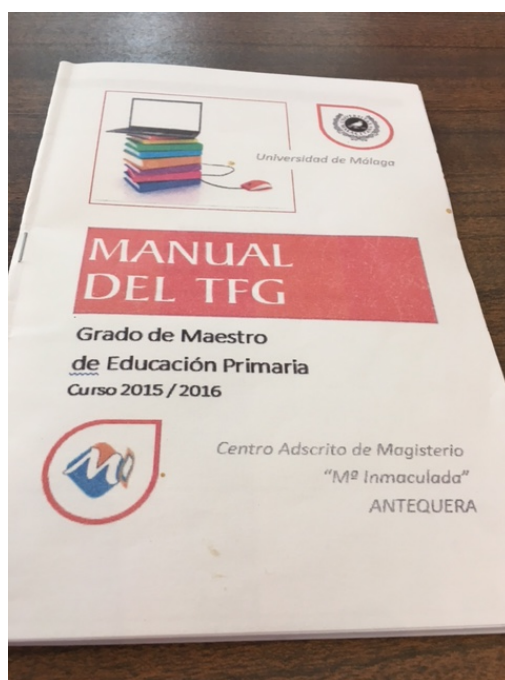 Universidad de Málaga
MANUAL
DEL TFG
Grado de Maestro
de Educación Primaria
Curso 2015 / 2016
Centro Adscrito de Magisterio
"Mª Inmaculada"
ANTEQUERA